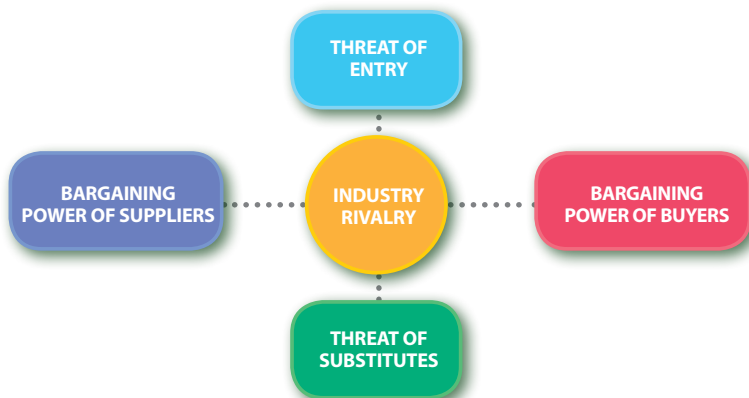 THREAT OF
ENTRY
BARGAINING
POWER OF SUPPLIERS
INDUSTRY
RIVALRY
BARGAINING
POWER OF BUYERS
THREAT OF
SUBSTITUTES